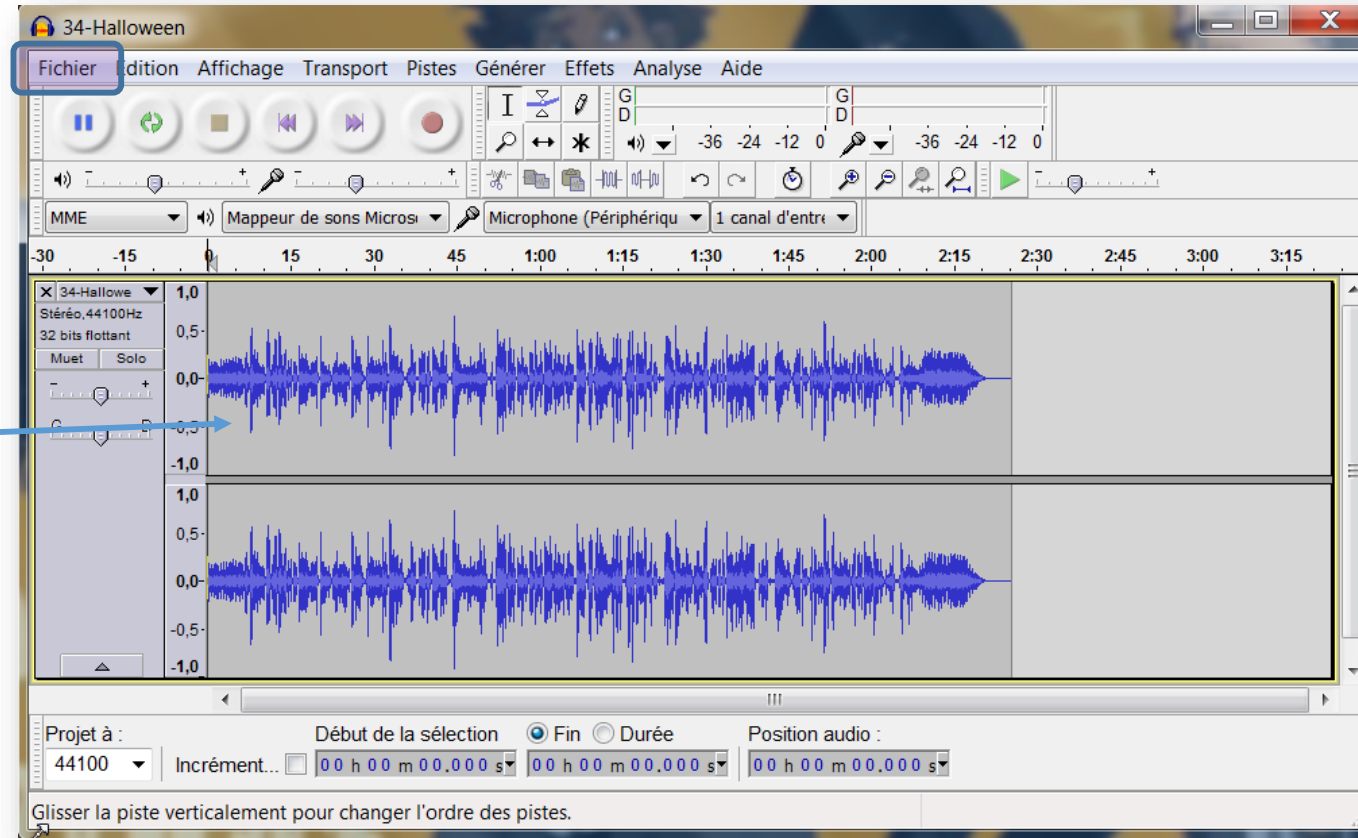 34-Halloween
Fichier Edition Affichage Transport Pistes Générer Effets Analyse Aide
G G
D D
-36 -24 -12 0 -36 -24 -12 0
- + - + - +
MME Mappeur de sons Micros Microphone (Périphériqu 1 canal d'entre
-30 -15 0 15 30 45 1:00 1:15 1:30 1:45 2:00 2:15 2:30 2:45 3:00 3:15
X 34-Hallowe 1,0
Stéréo,44100Hz
32 bits flottant 0,5-
Muet Solo
- + 0,0-
G D -0,5-
-1,0
1,0
0,5-
0,0-
-0,5-
-1,0
Projet à : Début de la sélection Fin Durée Position audio :
44100 Incrément... 00 h 00 m 00.000 s 00 h 00 m 00.000 s 00 h 00 m 00.000 s
Glisser la piste verticalement pour changer l'ordre des pistes.